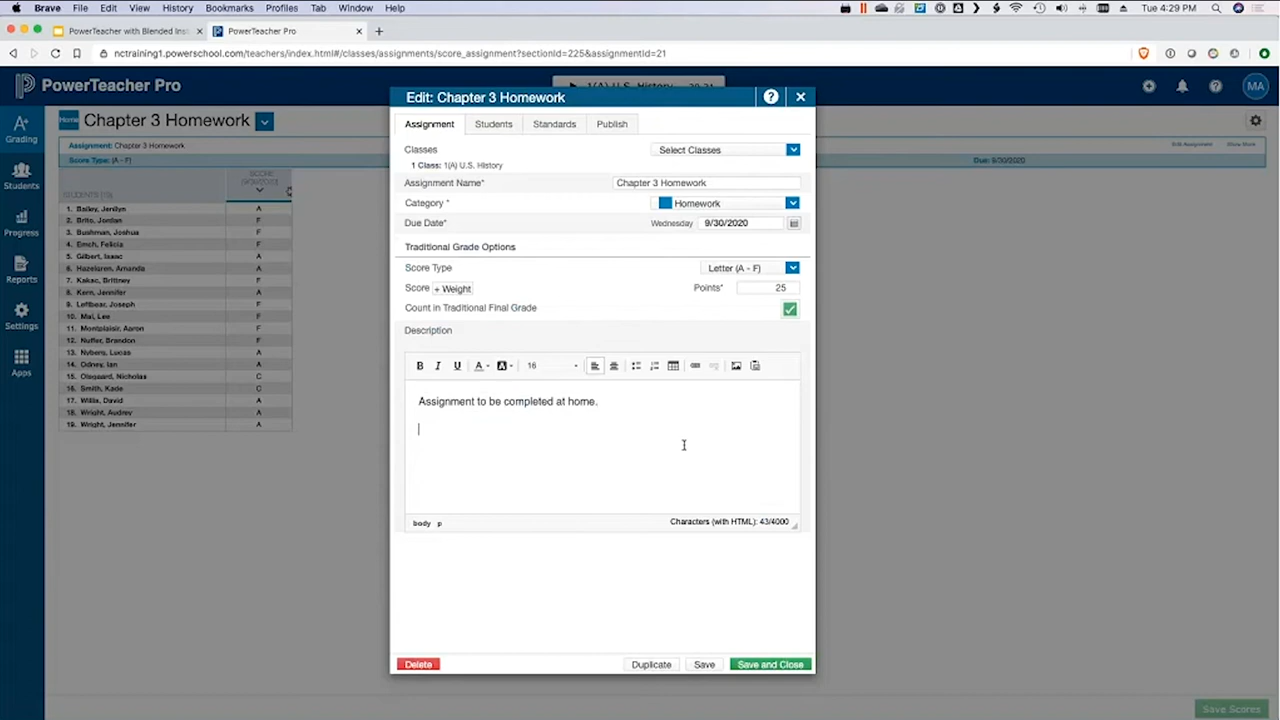 Brave File Edit View History Bookmarks Profiles Tab Window Help Tue 4:29 PM
PowerTeacher with Blended Inst × PowerTeacher Pro × +
nctraining1.powerschool.com/teachers/index.html#/classes/assignments/score_assignment?sectionId=225&assignmentId=21
PowerTeacher Pro MA
Grading
Students
Progress
Reports
Settings
Apps
Chapter 3 Homework
Assignment: Chapter 3 Homework Edit Assignment Show More
Score Type: (A - F) Due: 9/30/2020
STUDENTS (19) SCORE
1. Bailey, Jenilyn A
2. Brito, Jordan F
3. Bushman, Joshua F
4. Emch, Felicia F
5. Gilbert, Isaac A
6. Hazelaren, Amanda F
7. Kakac, Brittney F
8. Kern, Jennifer A
9. Leftbear, Joseph F
10. Mai, Lee F
11. Montplaisir, Aaron F
12. Nuffer, Brandon F
13. Nyberg, Lucas A
14. Odney, Ian A
15. Olsgaard, Nicholas C
16. Smith, Kade C
17. Willis, David A
18. Wright, Audrey A
19. Wright, Jennifer A
Edit: Chapter 3 Homework ? ×
Assignment Students Standards Publish
Classes Select Classes
1 Class: 1(A) U.S. History
Assignment Name* Chapter 3 Homework
Category * Homework
Due Date* Wednesday 9/30/2020
Traditional Grade Options
Score Type Letter (A - F)
Score + Weight Points* 25
Count in Traditional Final Grade
Description
B I U A A 16
Assignment to be completed at home.
body p Characters (with HTML): 43/4000
Delete Duplicate Save Save and Close
Save Scores